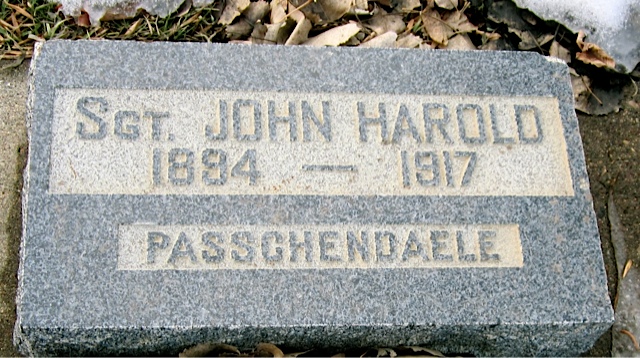 Sgt. JOHN HAROLD
1894 — 1917
PASSCHENDAELE